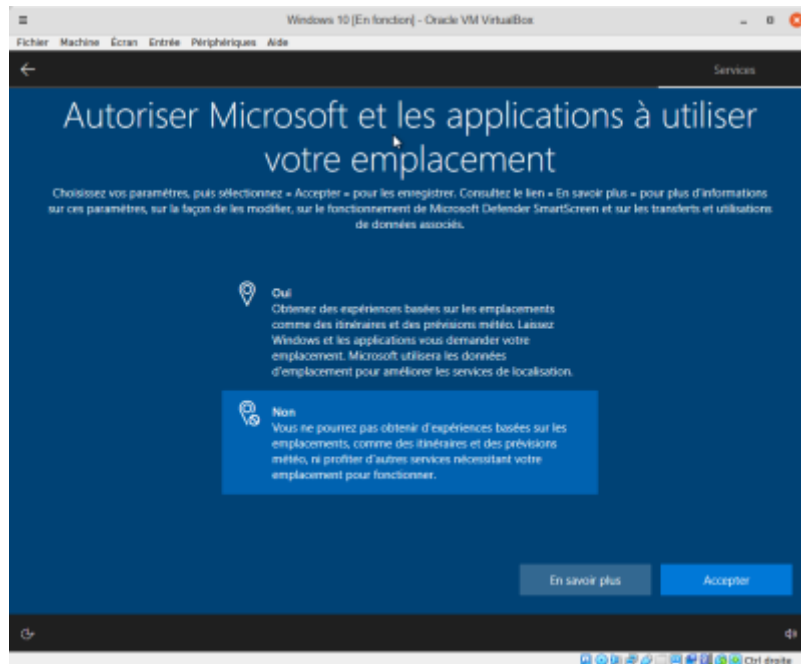 Windows 10 [En fonction] - Oracle VM VirtualBox
Fichier Machine Écran Entrée Périphériques Aide
Services
Autoriser Microsoft et les applications à utiliser
votre emplacement
Choisissez vos paramètres, puis sélectionnez « Accepter » pour les enregistrer. Consultez le lien « En savoir plus » pour plus d'informations
sur ces paramètres, sur la façon de les modifier, sur le fonctionnement de Microsoft Defender SmartScreen et sur les transferts et utilisations
de données associés.
Oui
Obtenez des expériences basées sur les emplacements
comme des itinéraires et des prévisions météo. Laissez
Windows et les applications vous demander votre
emplacement. Microsoft utilisera les données
d'emplacement pour améliorer les services de localisation.
Non
Vous ne pourrez pas obtenir d'expériences basées sur les
emplacements, comme des itinéraires et des prévisions
météo, ni profiter d'autres services nécessitant votre
emplacement pour fonctionner.
En savoir plus
Accepter
Ctrl droite